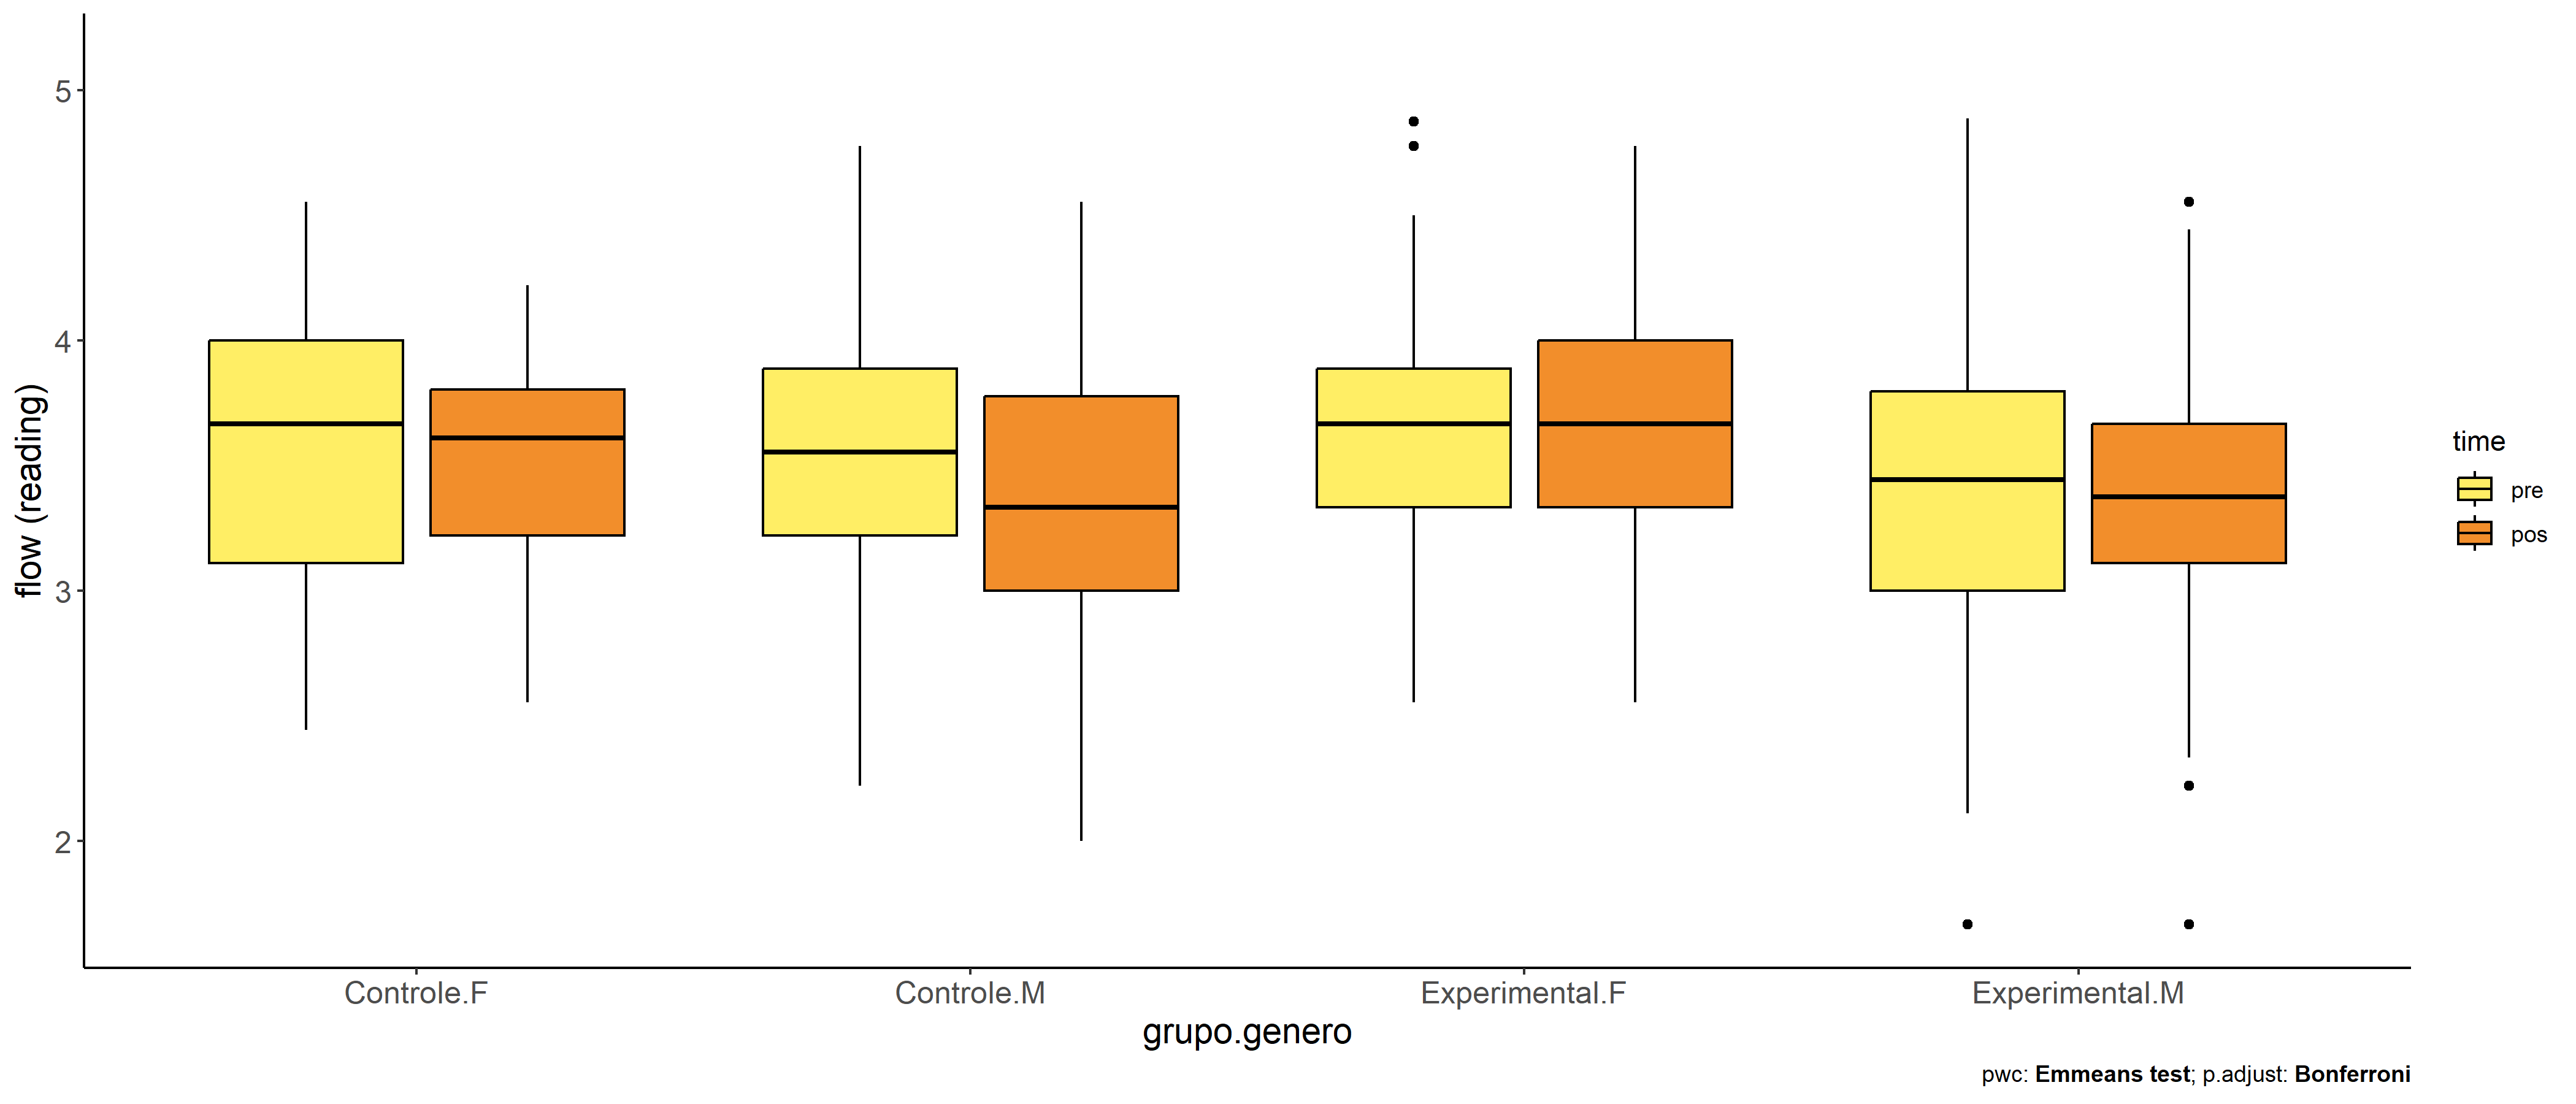 flow (reading)
5
4
3
2
Controle.F
Controle.M
Experimental.F
Experimental.M
grupo.genero
time
pre
pos
pwc: Emmeans test; p.adjust: Bonferroni